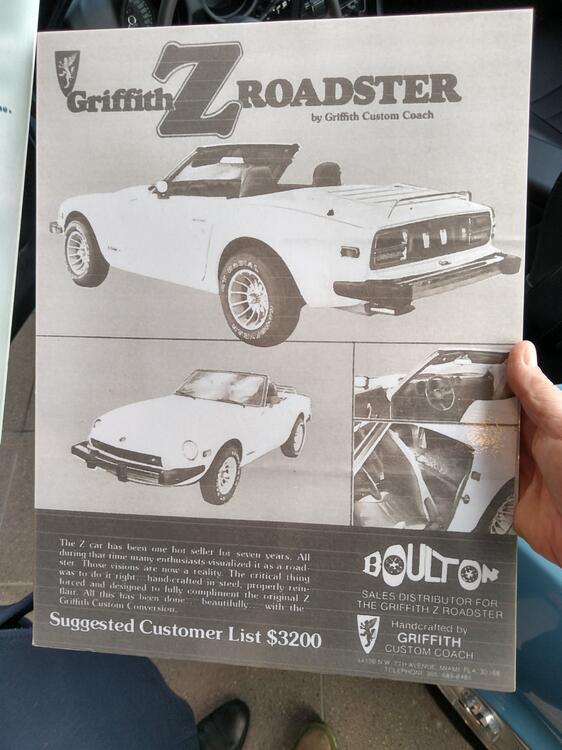 Griffith Z ROADSTER
by Griffith Custom Coach
The Z car has been one hot seller for seven years. All
during that time many enthusiasts visualized it as a road-
ster. Those visions are now a reality. The critical thing
was to do it right hand-crafted in steel, properly rein-
forced and designed to fully compliment the original Z
flair. All this has been done beautifully with the
Griffith Custom Conversion.
Suggested Customer List $3200
BOULTON
SALES DISTRIBUTOR FOR
THE GRIFFITH Z ROADSTER
Handcrafted by
GRIFFITH
CUSTOM COACH
N.W. 7TH AVENUE, MIAMI, FLA.
TELEPHONE 305